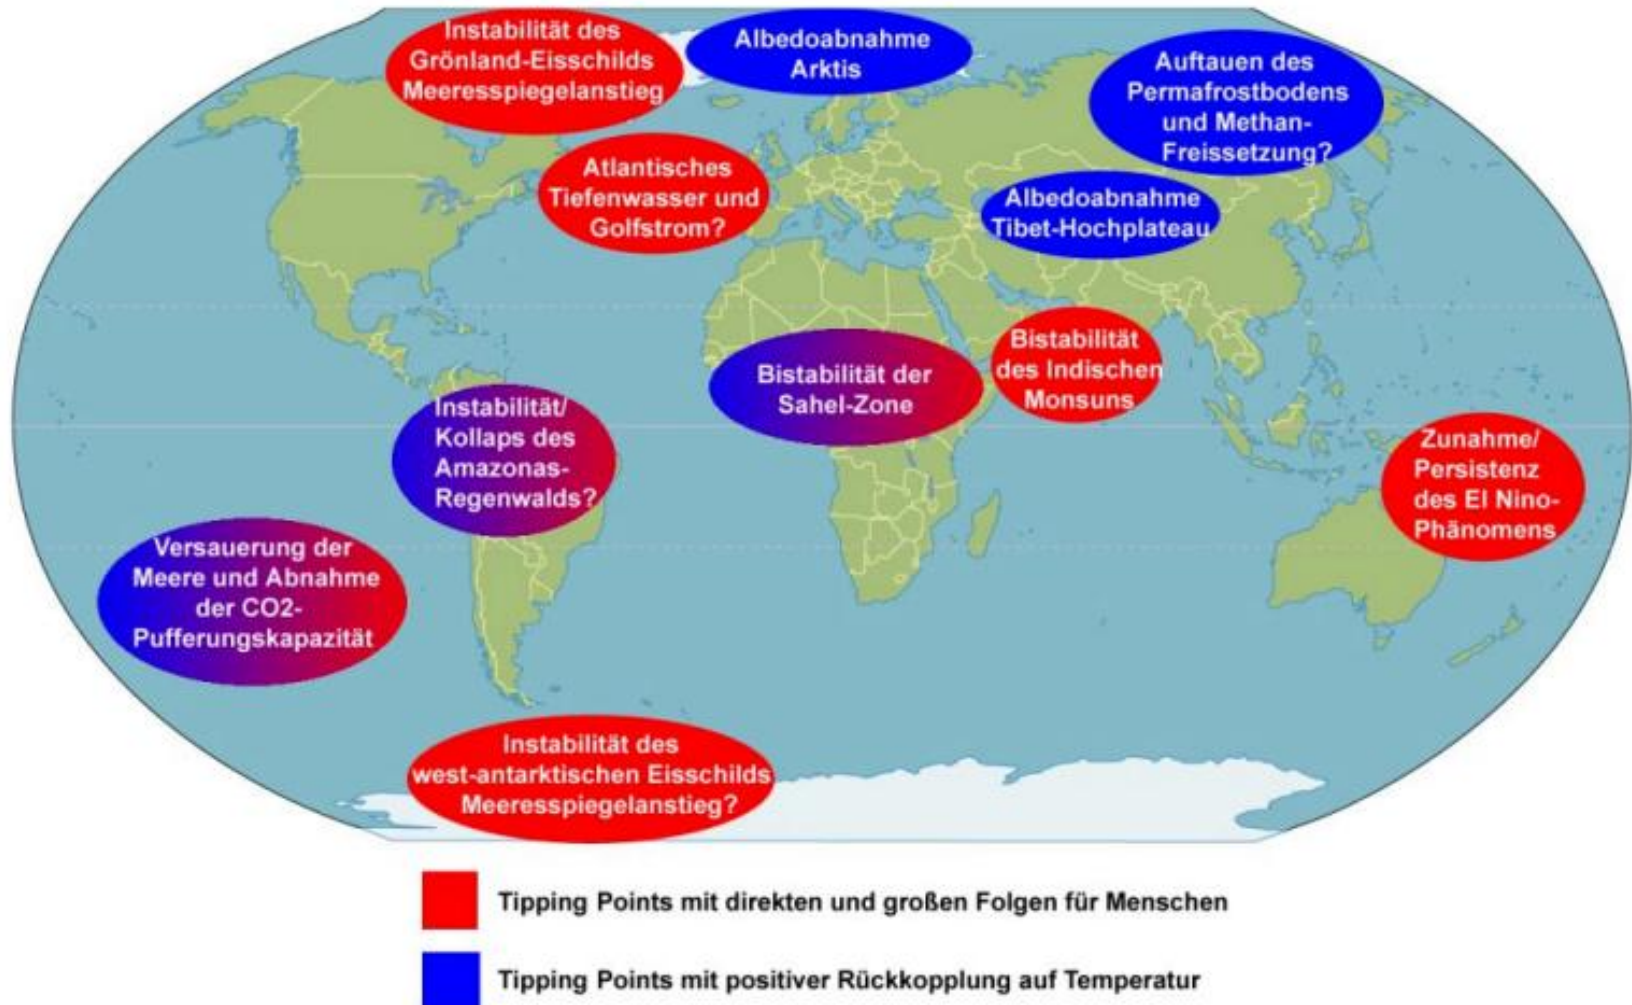 Instabilität des
Grönland-Eisschilds
Meeresspiegelanstieg
Albedoabnahme
Arktis
Auftauen des
Permafrostbodens
und Methan-
Freissetzung?
Atlantisches
Tiefenwasser und
Golfstrom?
Albedoabnahme
Tibet-Hochplateau
Bistabilität der
Sahel-Zone
Bistabilität
des Indischen
Monsuns
Instabilität/
Kollaps des
Amazonas-
Regenwalds?
Zunahme/
Persistenz
des El Nino-
Phänomens
Versauerung der
Meere und Abnahme
der CO2-
Pufferungskapazität
Instabilität des
west-antarktischen Eisschilds
Meeresspiegelanstieg?
Tipping Points mit direkten und großen Folgen für Menschen
Tipping Points mit positiver Rückkopplung auf Temperatur